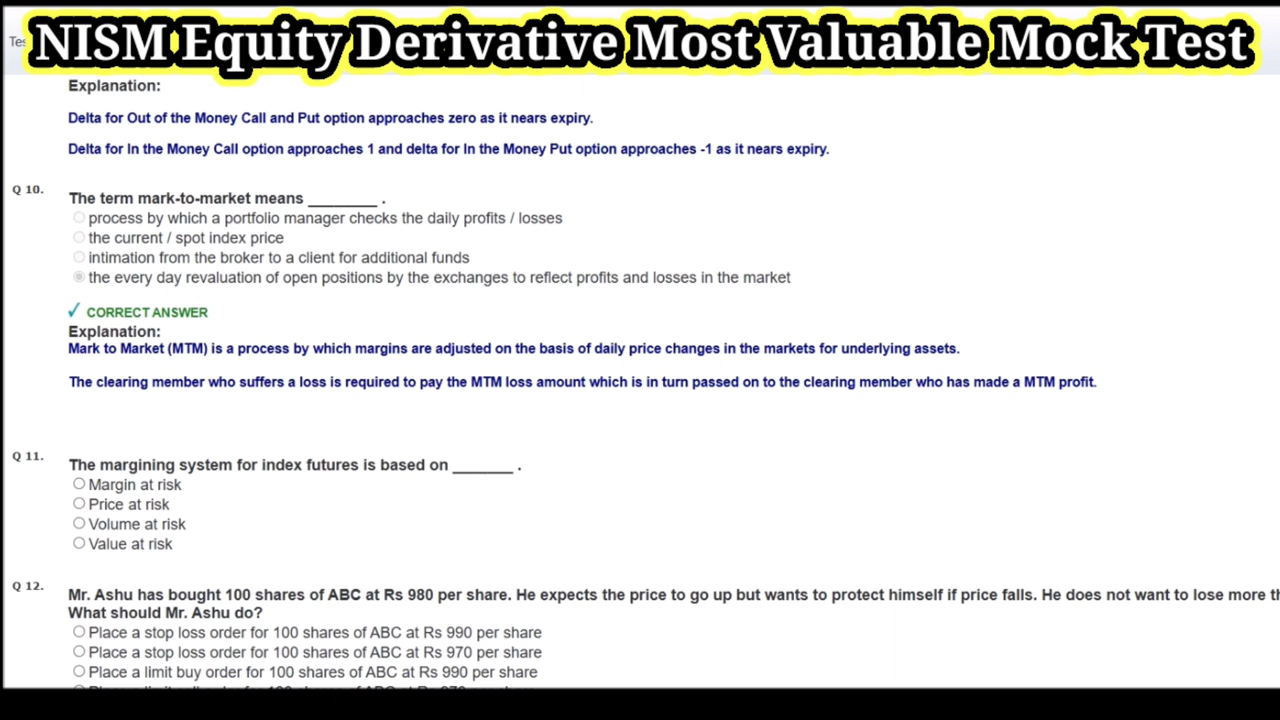 NISM Equity Derivative Most Valuable Mock Test
Explanation:
Delta for Out of the Money Call and Put option approaches zero as it nears expiry.
Delta for In the Money Call option approaches 1 and delta for In the Money Put option approaches -1 as it nears expiry.
Q 10.
The term mark-to-market means ________ .
process by which a portfolio manager checks the daily profits / losses
the current / spot index price
intimation from the broker to a client for additional funds
the every day revaluation of open positions by the exchanges to reflect profits and losses in the market
✓ CORRECT ANSWER
Explanation:
Mark to Market (MTM) is a process by which margins are adjusted on the basis of daily price changes in the markets for underlying assets.
The clearing member who suffers a loss is required to pay the MTM loss amount which is in turn passed on to the clearing member who has made a MTM profit.
Q 11.
The margining system for index futures is based on _______ .
Margin at risk
Price at risk
Volume at risk
Value at risk
Q 12.
Mr. Ashu has bought 100 shares of ABC at Rs 980 per share. He expects the price to go up but wants to protect himself if price falls. He does not want to lose more
What should Mr. Ashu do?
Place a stop loss order for 100 shares of ABC at Rs 990 per share
Place a stop loss order for 100 shares of ABC at Rs 970 per share
Place a limit buy order for 100 shares of ABC at Rs 990 per share